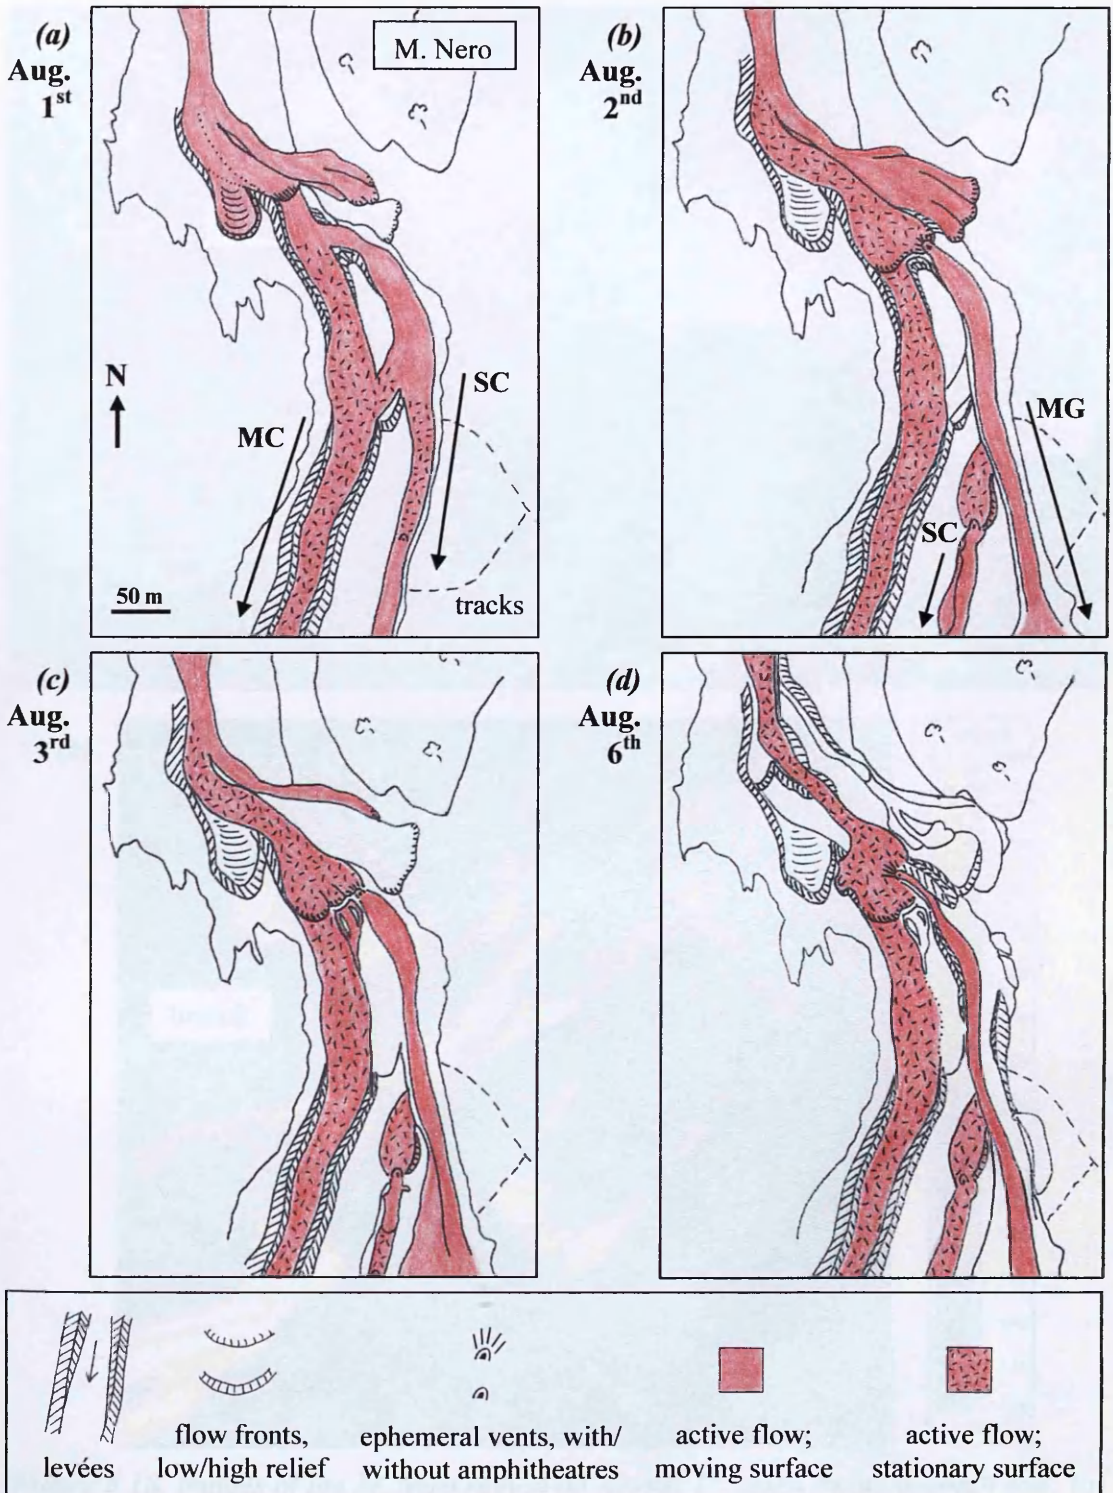 (a)
Aug.
1st
M. Nero
N
MC
SC
50 m
tracks
(b)
Aug.
2nd
SC
MG
(c)
Aug.
3rd
(d)
Aug.
6th
levées
flow fronts,
low/high relief
ephemeral vents, with/
without amphitheatres
active flow;
moving surface
active flow;
stationary surface